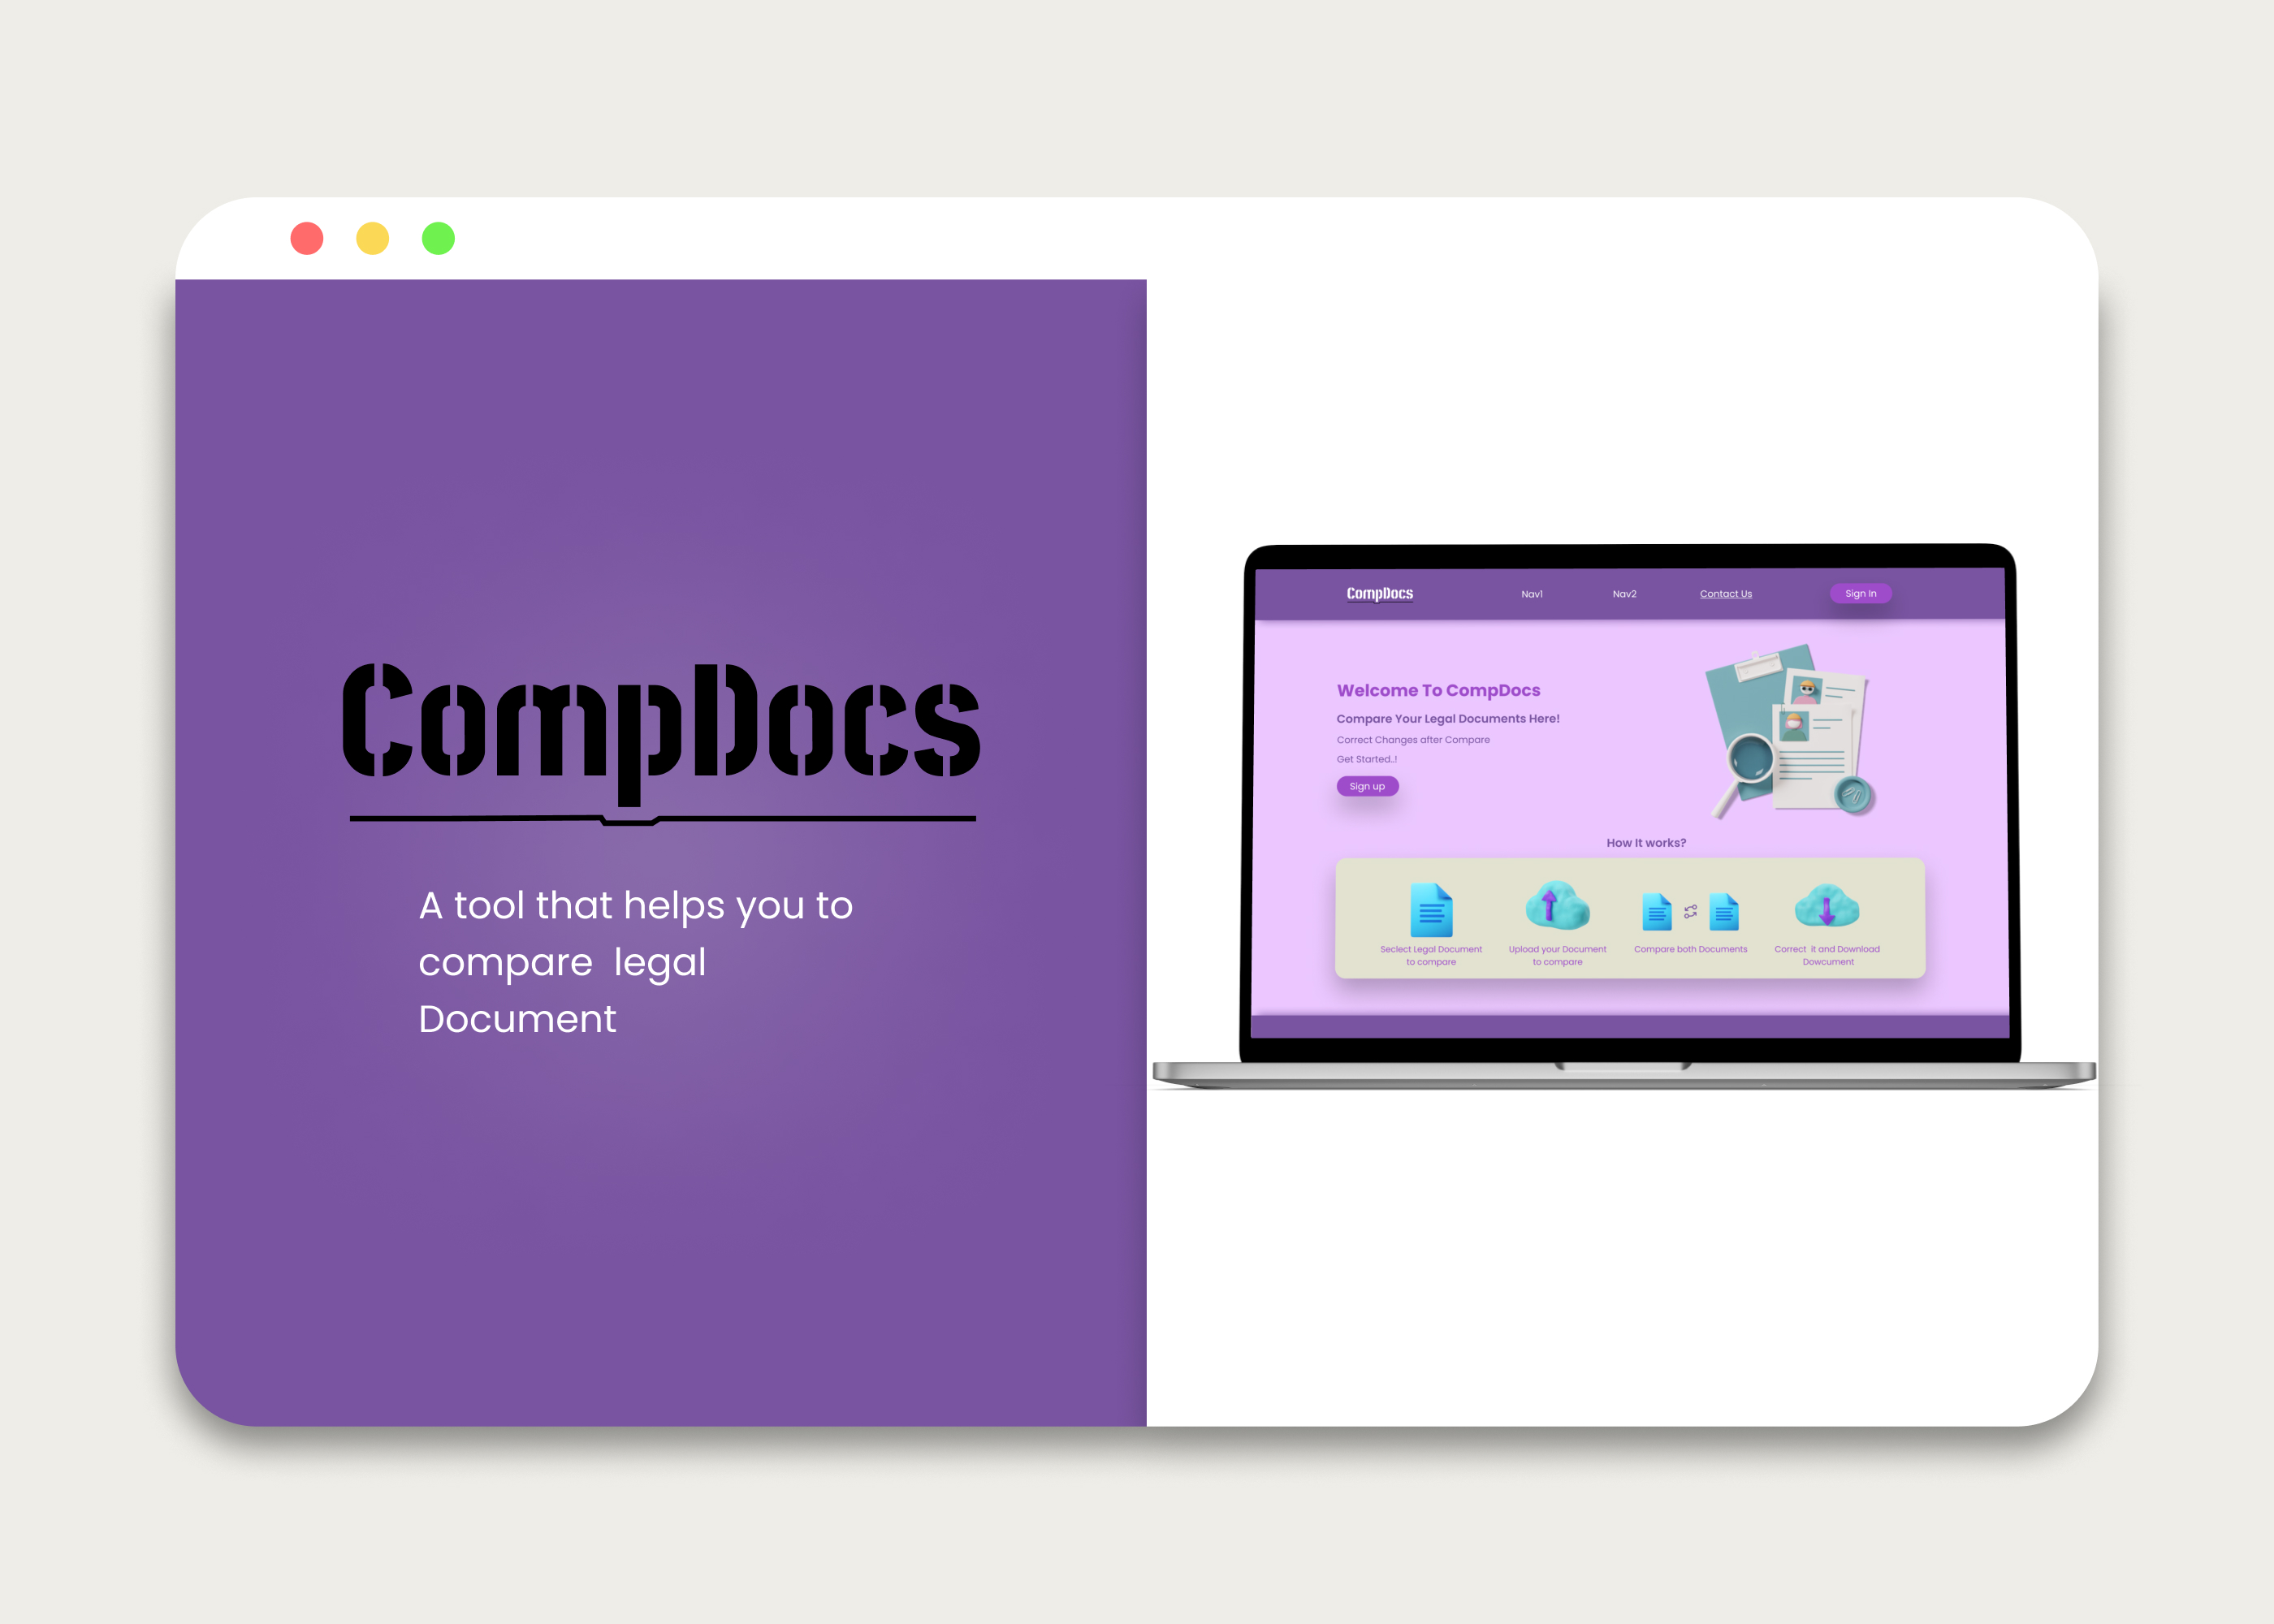 CompDocs
A tool that helps you to
compare  legal
Document
CompDocs
Nav1
Nav2
Contact Us
Sign In
Welcome To CompDocs
Compare Your Legal Documents Here!
Correct Changes after Compare
Get Started..!
Sign up
How It works?
Seclect Legal Document
to compare
Upload your Document
to compare
Compare both Documents
Correct  it and Download
Dowcument